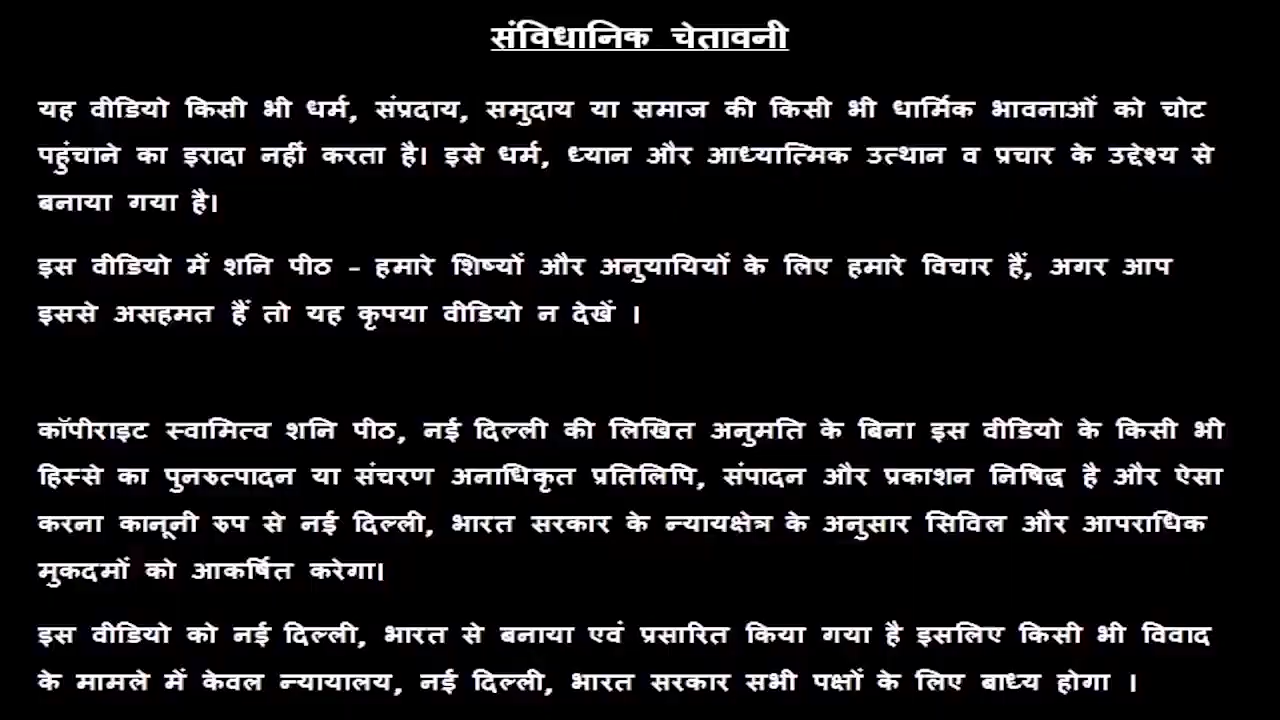 संविधानिक चेतावनी
यह वीडियो किसी भी धर्म, संप्रदाय, समुदाय या समाज की किसी भी धार्मिक भावनाओं को चोट
पहुंचाने का इरादा नहीं करता है। इसे धर्म, ध्यान और आध्यात्मिक उत्थान व प्रचार के उद्देश्य से
बनाया गया है।
इस वीडियो में शनि पीठ – हमारे शिष्यों और अनुयायियों के लिए हमारे विचार हैं, अगर आप
इससे असहमत हैं तो यह कृपया वीडियो न देखें ।
कॉपीराइट स्वामित्व शनि पीठ, नई दिल्ली की लिखित अनुमति के बिना इस वीडियो के किसी भी
हिस्से का पुनरुत्पादन या संचरण अनाधिकृत प्रतिलिपि, संपादन और प्रकाशन निषिद्ध है और ऐसा
करना कानूनी रुप से नई दिल्ली, भारत सरकार के न्यायक्षेत्र के अनुसार सिविल और आपराधिक
मुकदमों को आकर्षित करेगा।
इस वीडियो को नई दिल्ली, भारत से बनाया एवं प्रसारित किया गया है इसलिए किसी भी विवाद
के मामले में केवल न्यायालय, नई दिल्ली, भारत सरकार सभी पक्षों के लिए बाध्य होगा ।